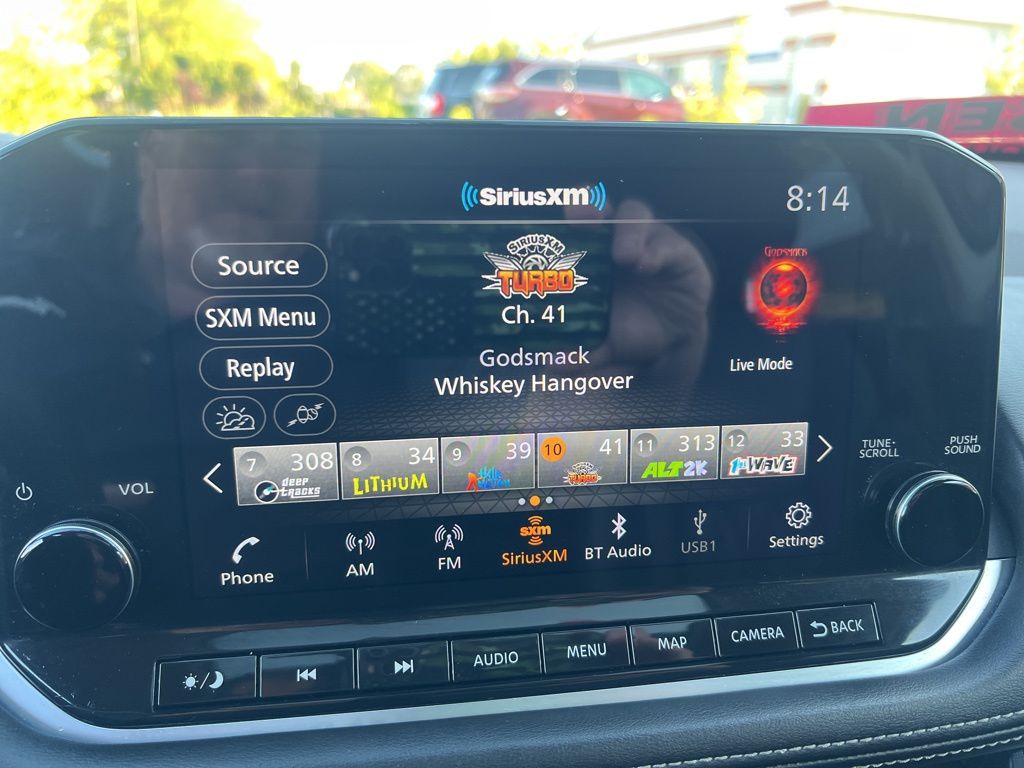 SiriusXM
8:14
Source
SXM Menu
Replay
SIRIUSXM
TURBO
Ch. 41
Godsmack
Whiskey Hangover
GODSMACK
Live Mode
7 308
deep tracks
8 34
LITHIUM
9 39
10 41
TURBO
11 313
ALT2K
12 33
1ST WAVE
TUNE•
SCROLL
PUSH
SOUND
VOL
Phone
AM
FM
sxm
SiriusXM
BT Audio
USB1
Settings
AUDIO
MENU
MAP
CAMERA
BACK